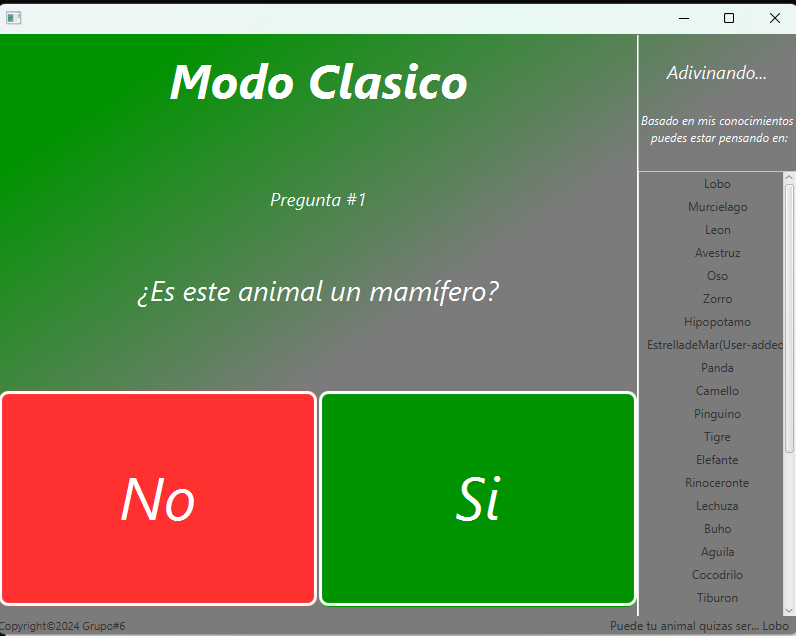 Modo Clasico
Pregunta #1
¿Es este animal un mamífero?
No
Si
Adivinando...
Basado en mis conocimientos
puedes estar pensando en:
Lobo
Murcielago
Leon
Avestruz
Oso
Zorro
Hipopotamo
EstrelladeMar(User-added
Panda
Camello
Pinguino
Tigre
Elefante
Rinoceronte
Lechuza
Buho
Aguila
Cocodrilo
Tiburon
Copyright©2024 Grupo#6
Puede tu animal quizas ser... Lobo